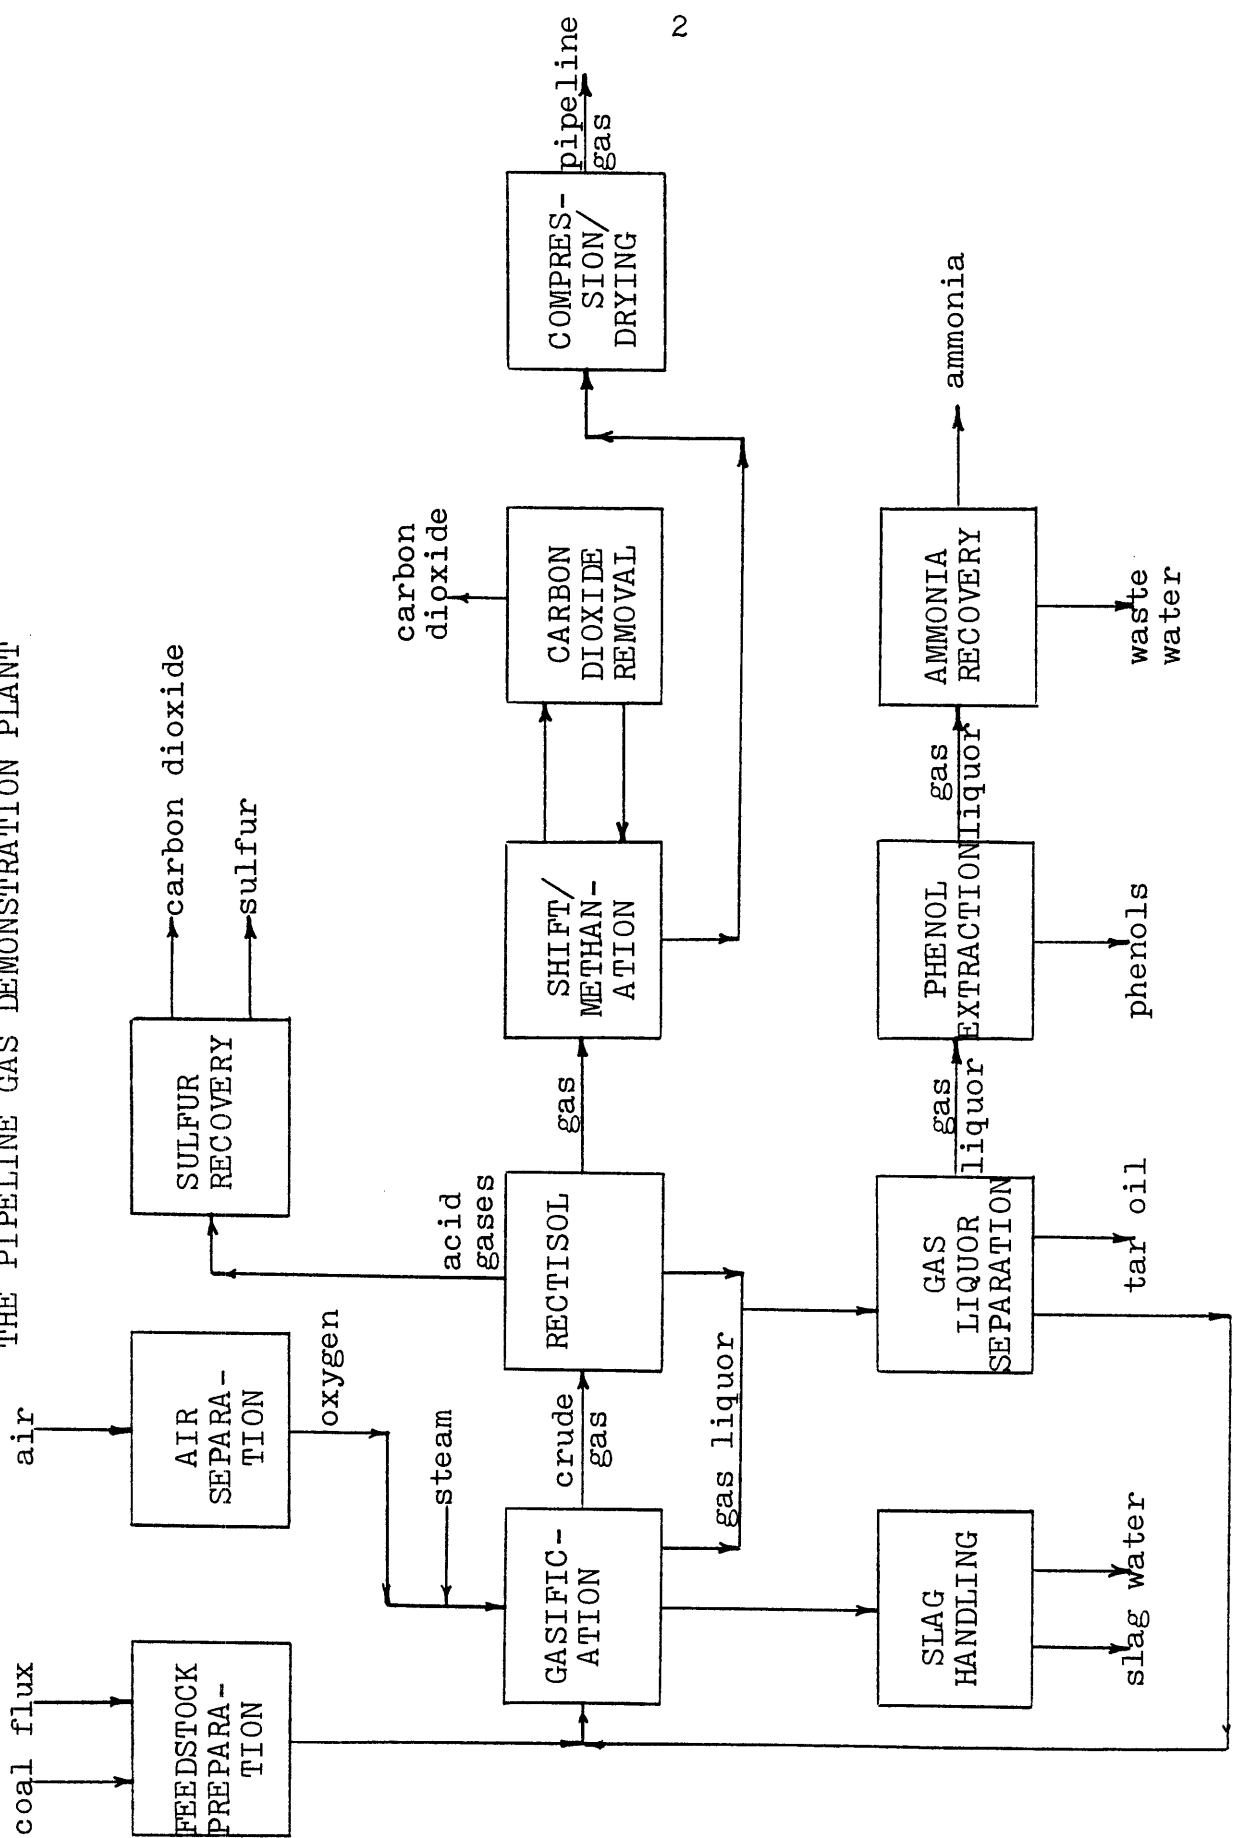 2
THE PIPELINE GAS DEMONSTRATION PLANT
coal flux
air
FEEDSTOCK
PREPARA-
TION
AIR
SEPARA-
TION
oxygen
steam
SULFUR
RECOVERY
carbon dioxide
sulfur
acid
gases
GASIFIC-
ATION
crude
gas
RECTISOL
gas
SHIFT/
METHAN-
ATION
CARBON
DIOXIDE
REMOVAL
carbon
dioxide
COMPRES-
SION/
DRYING
pipeline
gas
gas liquor
SLAG
HANDLING
slag water
GAS
LIQUOR
SEPARATION
tar oil
gas
liquor
PHENOL
EXTRACTION
phenols
gas
liquor
AMMONIA
RECOVERY
ammonia
waste
water